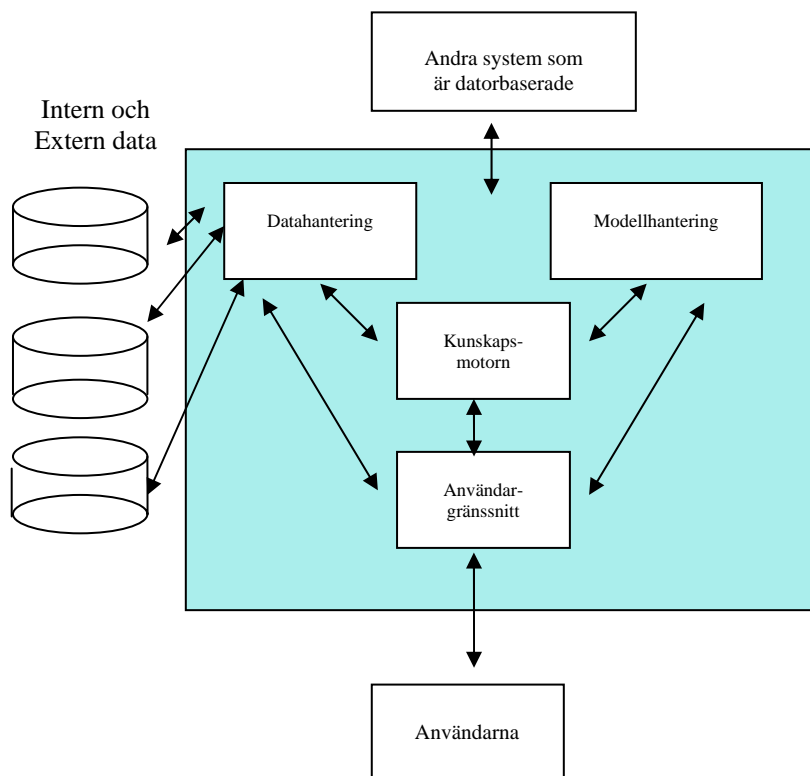 Andra system som
är datorbaserade
Intern och
Extern data
Datahantering
Modellhantering
Kunskaps-
motorn
Användar-
gränssnitt
Användarna